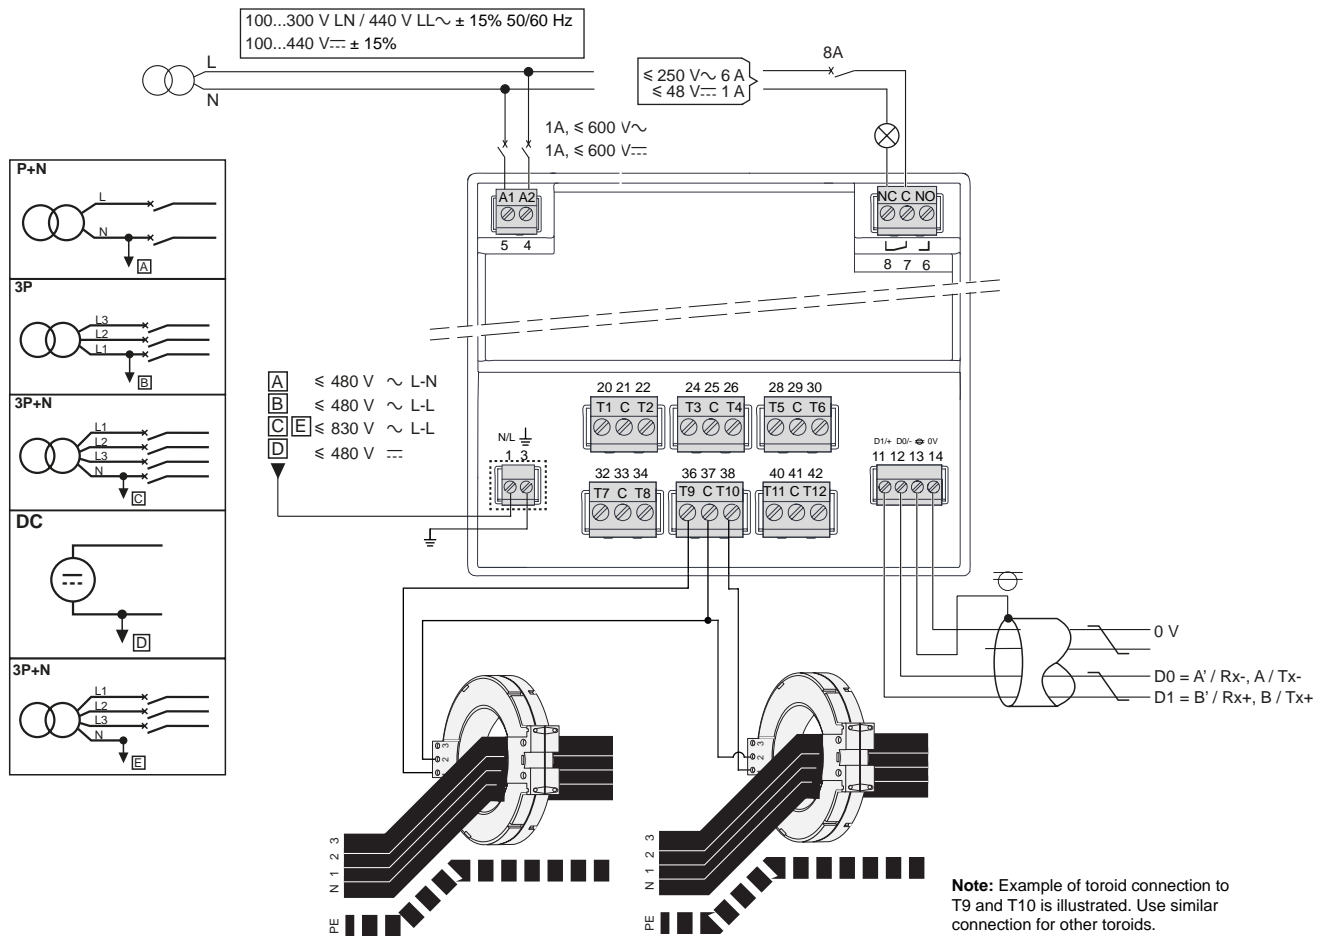 100...300 V LN / 440 V LL∼ ± 15% 50/60 Hz
100...440 V⎓ ± 15%
L
N
1A, ≤ 600 V∼
1A, ≤ 600 V⎓
≤ 250 V∼ 6 A
≤ 48 V⎓ 1 A
8A
P+N
L
N
A
3P
L3
L2
L1
B
3P+N
L1
L2
L3
N
C
DC
D
3P+N
L1
L2
L3
N
E
A1 A2
5 4
NC C NO
8 7 6
A ≤ 480 V ∼ L-N
B ≤ 480 V ∼ L-L
C E ≤ 830 V ∼ L-L
D ≤ 480 V ⎓
N/L
1 3
20 21 22
T1 C T2
24 25 26
T3 C T4
28 29 30
T5 C T6
32 33 34
T7 C T8
36 37 38
T9 C T10
40 41 42
T11 C T12
D1/+ D0/- 0V
11 12 13 14
0 V
D0 = A' / Rx-, A / Tx-
D1 = B' / Rx+, B / Tx+
3
2
3
2
N 1 2 3
PE
N 1 2 3
PE
Note: Example of toroid connection to
T9 and T10 is illustrated. Use similar
connection for other toroids.